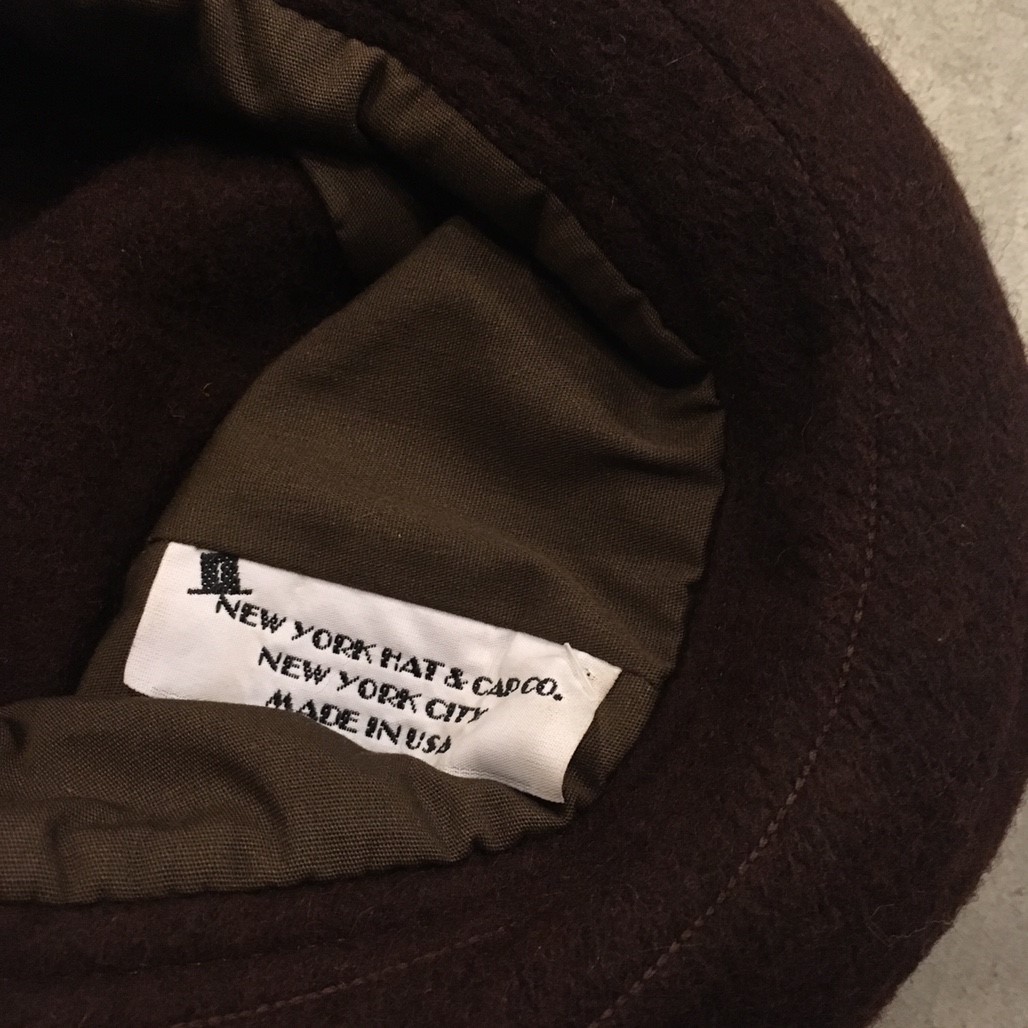 NEW YORK HAT & CAP CO.
NEW YORK CITY
MADE IN USA